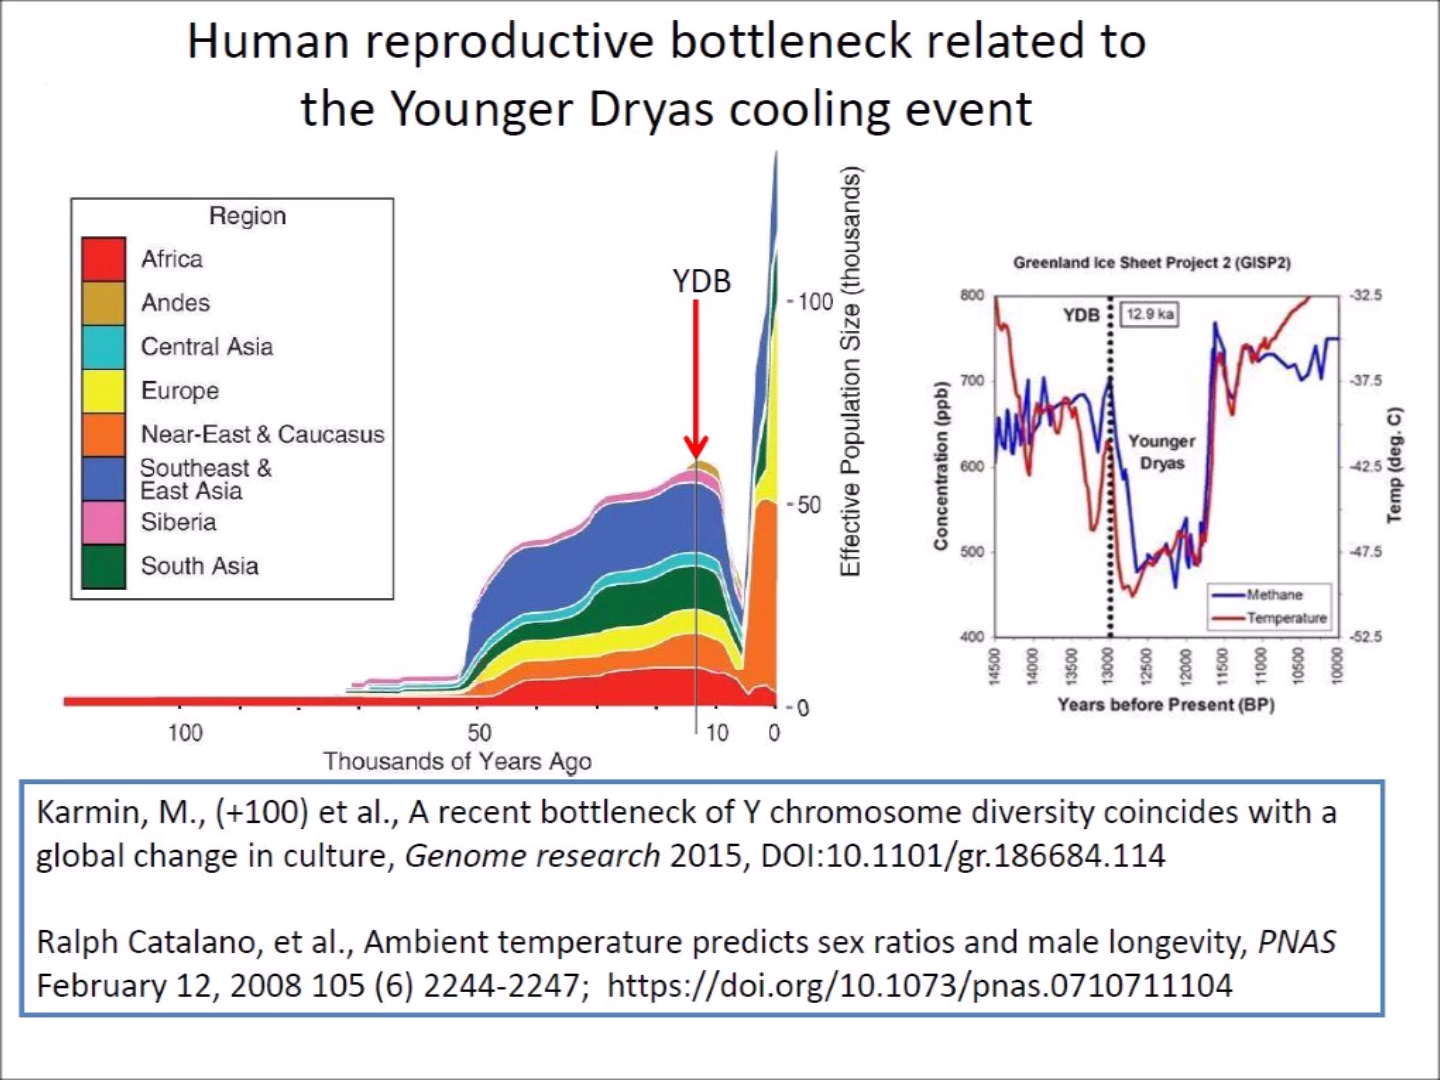 Human reproductive bottleneck related to
the Younger Dryas cooling event
Region
Africa
Andes
Central Asia
Europe
Near-East & Caucasus
Southeast &
East Asia
Siberia
South Asia
YDB
100
50
0
Effective Population Size (thousands)
100
50
10
0
Thousands of Years Ago
Greenland Ice Sheet Project 2 (GISP2)
800
700
600
500
400
Concentration (ppb)
YDB
12.9 ka
Younger
Dryas
Methane
Temperature
-32.5
-37.5
-42.5
-47.5
-52.5
Temp (deg. C)
14500
14000
13500
13000
12500
12000
11500
11000
10500
10000
Years before Present (BP)
Karmin, M., (+100) et al., A recent bottleneck of Y chromosome diversity coincides with a
global change in culture, Genome research 2015, DOI:10.1101/gr.186684.114
Ralph Catalano, et al., Ambient temperature predicts sex ratios and male longevity, PNAS
February 12, 2008 105 (6) 2244-2247; https://doi.org/10.1073/pnas.0710711104